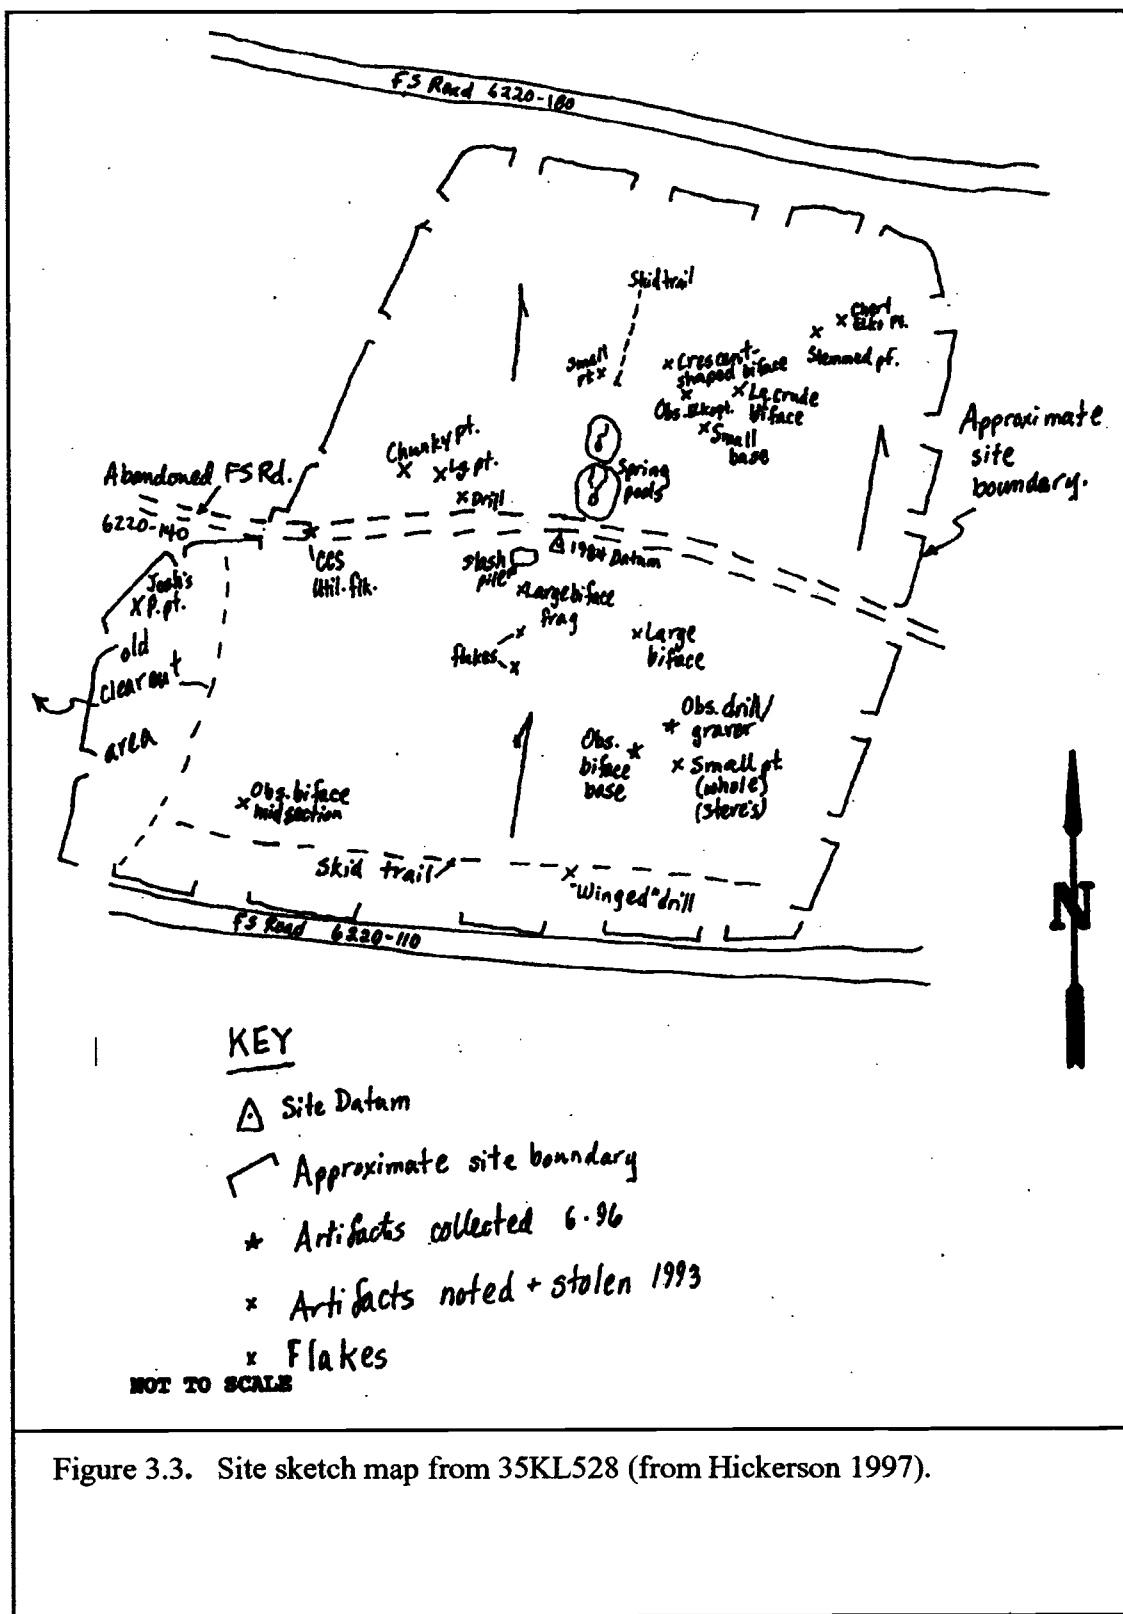 FS Road 6220-180
Skid trail
Chert
Elko Pt.
Stemmed pt.
Small
pt
Crescent-
shaped biface
Obs. Elko pt.
Lg. crude
biface
Small
base
Approximate
site
boundary.
Chunky pt.
Lg. pt.
Drill
Spring
pools
Abandoned FS Rd.
6220-140
CCS
Util. flk.
Slash
pile
1984 Datum
Josh's
P. pt.
Large biface
frag
old
clear cut
area
flakes
Large
biface
Obs. drill/
graver
Obs.
biface
base
Small pt
(whole)
(Steve's)
Obs. biface
midsection
Skid trail
"Winged" drill
FS Road 6220-110
N
KEY
Site Datum
Approximate site boundary
Artifacts collected 6.96
Artifacts noted + stolen 1993
Flakes
NOT TO SCALE
Figure 3.3. Site sketch map from 35KL528 (from Hickerson 1997).